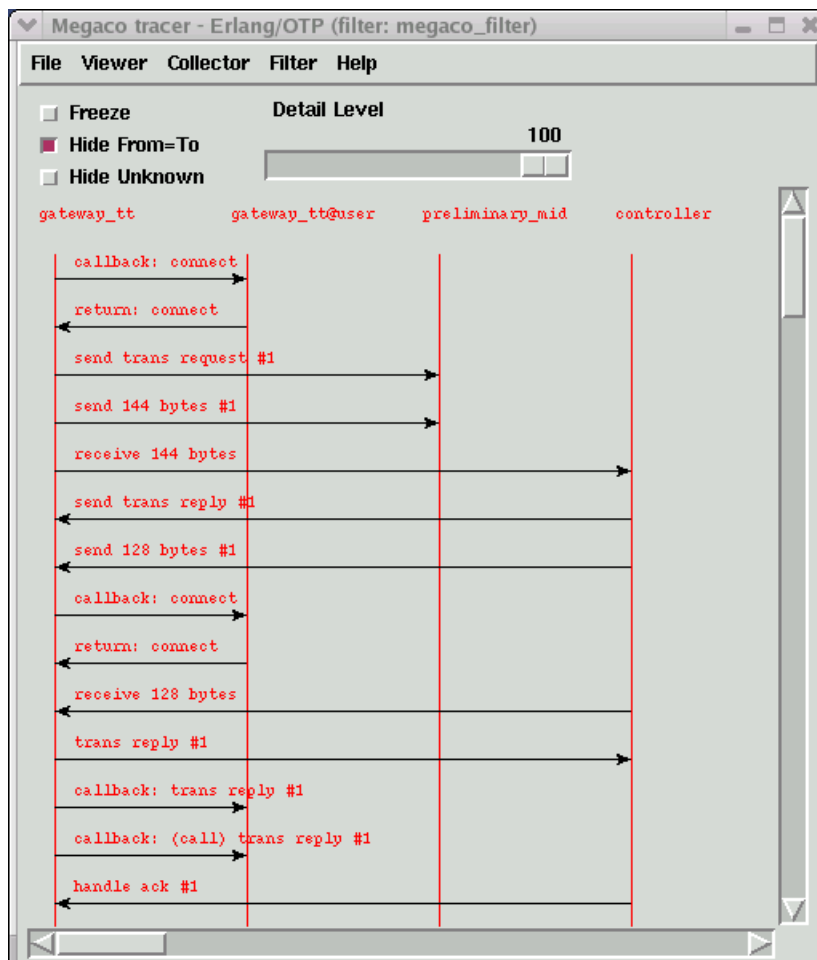 Megaco tracer - Erlang/OTP (filter: megaco_filter)
File Viewer Collector Filter Help
Freeze
Detail Level
Hide From=To
100
Hide Unknown
gateway_tt gateway_tt@user preliminary_mid controller
callback: connect
return: connect
send trans request #1
send 144 bytes #1
receive 144 bytes
send trans reply #1
send 128 bytes #1
callback: connect
return: connect
receive 128 bytes
trans reply #1
callback: trans reply #1
callback: (call) trans reply #1
handle ack #1